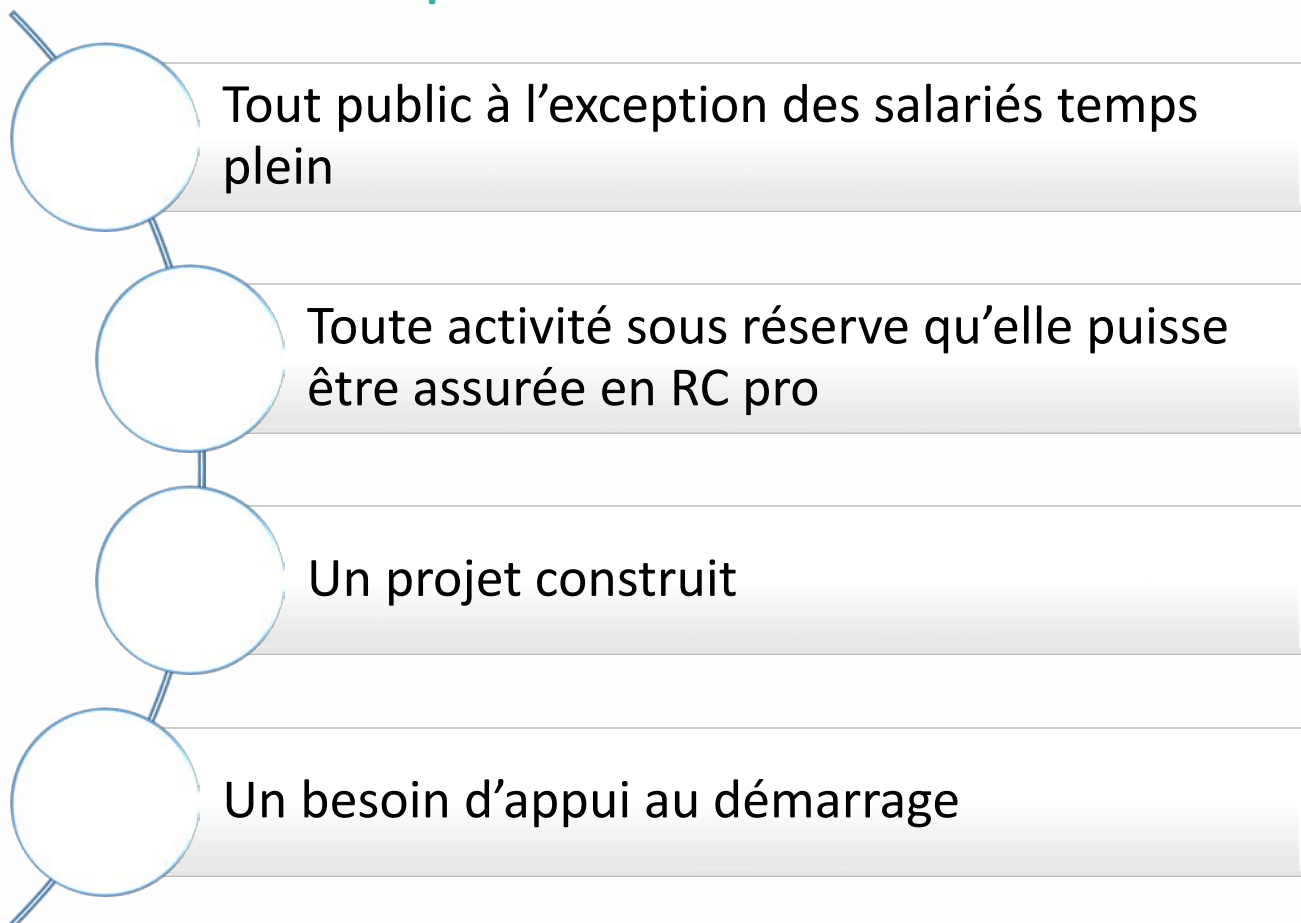 Tout public à l’exception des salariés temps
plein
Toute activité sous réserve qu’elle puisse
être assurée en RC pro
Un projet construit
Un besoin d’appui au démarrage